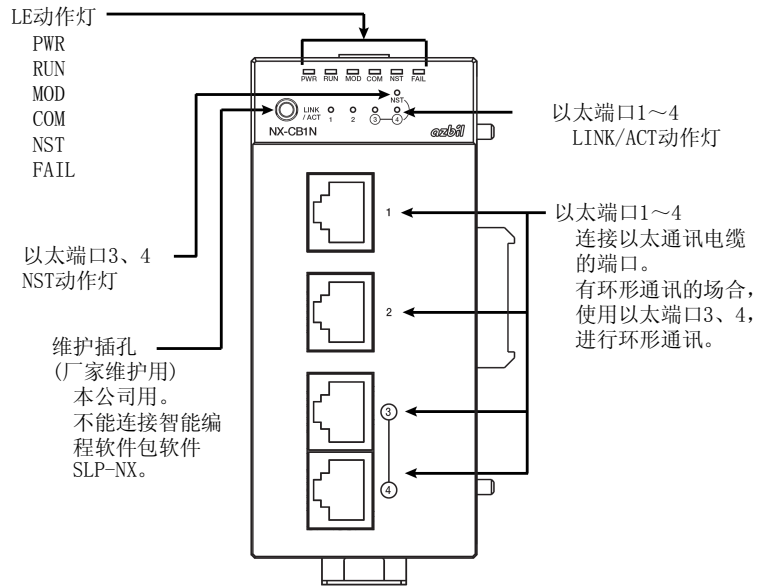 LE动作灯
PWR
RUN
MOD
COM
NST
FAIL
以太端口3、4
NST动作灯
维护插孔
(厂家维护用)
本公司用。
不能连接智能编
程软件包软件
SLP-NX。
PWR RUN MOD COM NST FAIL
NST
LINK
/ ACT
1 2 3 4
NX-CB1N
azbil
1
2
3
4
以太端口1～4
LINK/ACT动作灯
以太端口1～4
连接以太通讯电缆
的端口。
有环形通讯的场合,
使用以太端口3、4,
进行环形通讯。